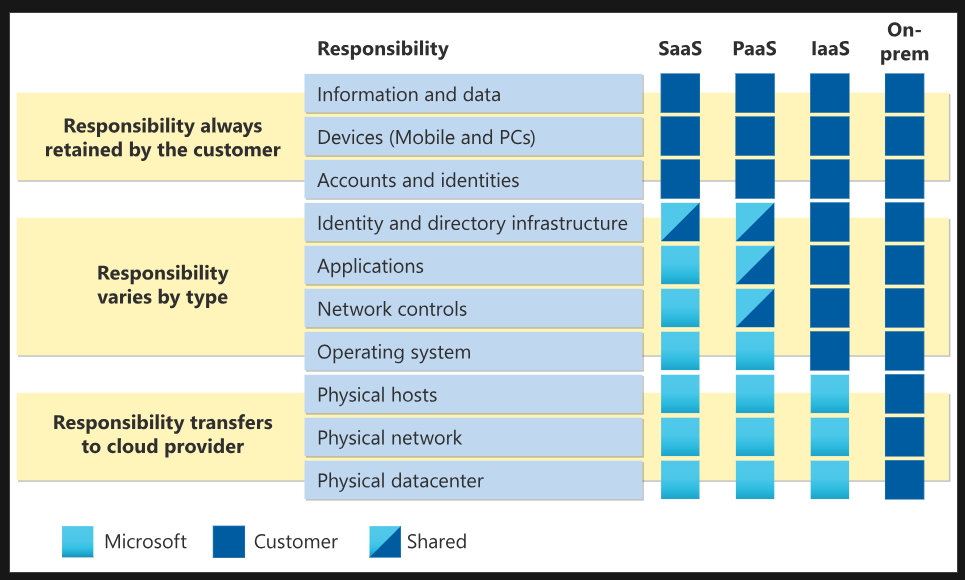 Responsibility
SaaS
PaaS
IaaS
On-
prem
Responsibility always
retained by the customer
Information and data
Devices (Mobile and PCs)
Accounts and identities
Responsibility
varies by type
Identity and directory infrastructure
Applications
Network controls
Operating system
Responsibility transfers
to cloud provider
Physical hosts
Physical network
Physical datacenter
Microsoft
Customer
Shared